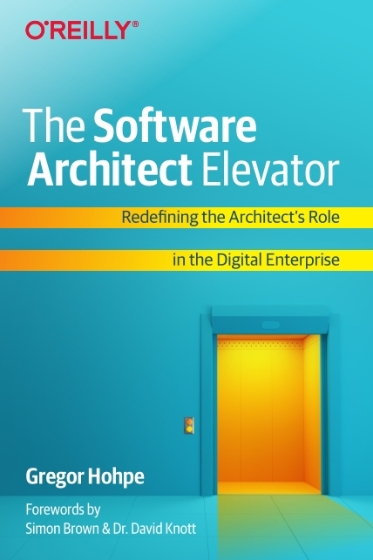 O'REILLY®
The Software
Architect Elevator
Redefining the Architect's Role
in the Digital Enterprise
Gregor Hohpe
Forewords by
Simon Brown & Dr. David Knott